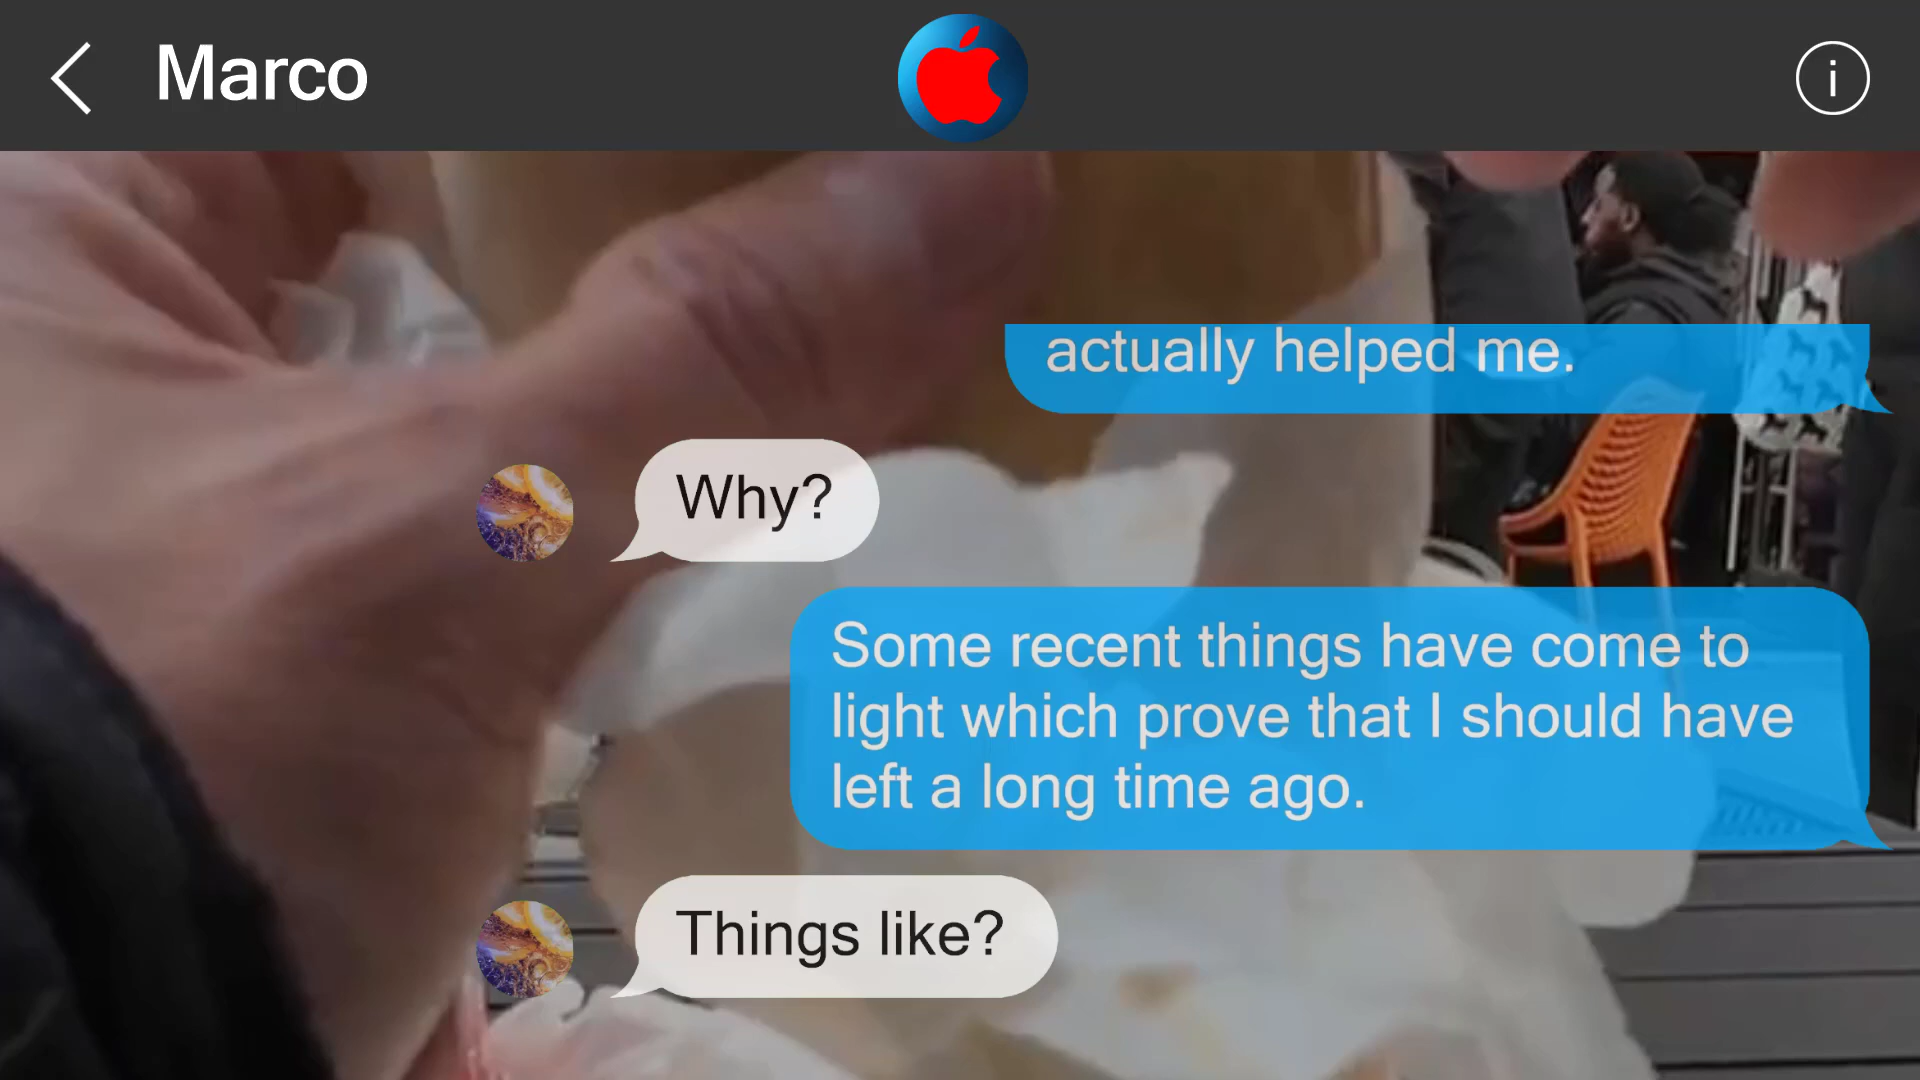 Marco
i
actually helped me.
Why?
Some recent things have come to
light which prove that I should have
left a long time ago.
Things like?